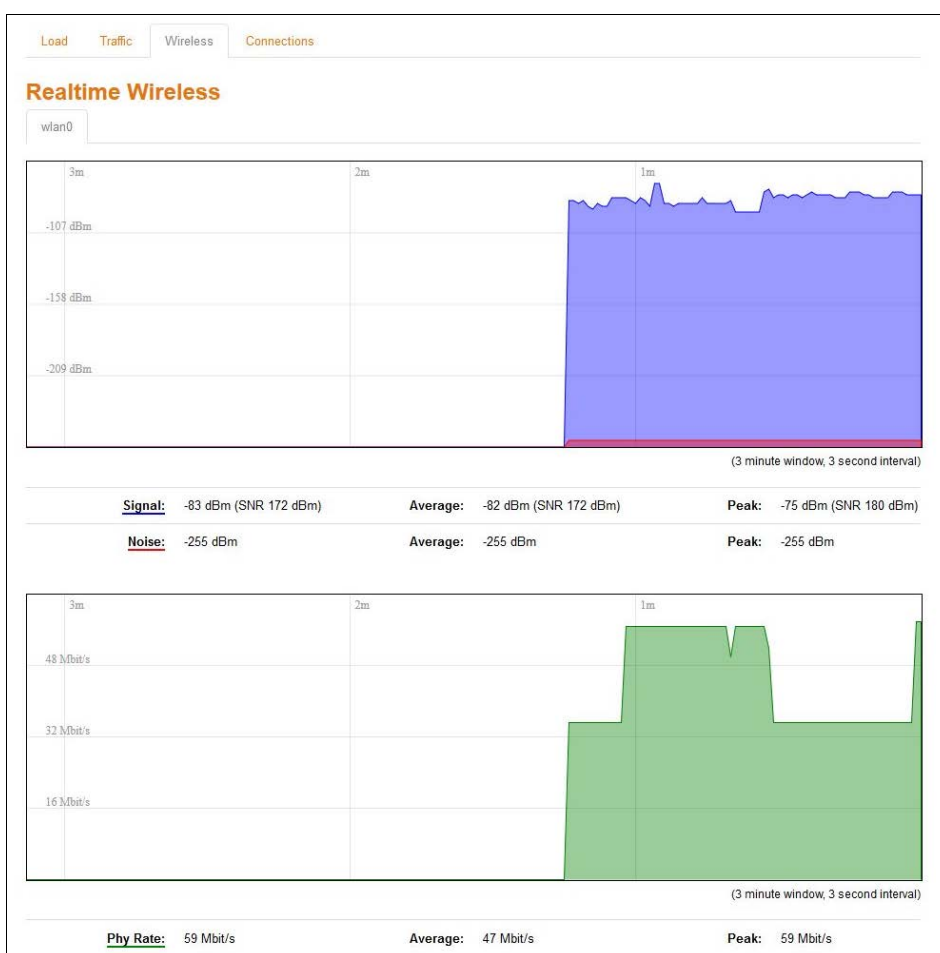 Load Traffic Wireless Connections
Realtime Wireless
wlan0
3m 2m 1m
-107 dBm
-158 dBm
-209 dBm
(3 minute window, 3 second interval)
Signal: -83 dBm (SNR 172 dBm) Average: -82 dBm (SNR 172 dBm) Peak: -75 dBm (SNR 180 dBm)
Noise: -255 dBm Average: -255 dBm Peak: -255 dBm
3m 2m 1m
48 Mbit/s
32 Mbit/s
16 Mbit/s
(3 minute window, 3 second interval)
Phy Rate: 59 Mbit/s Average: 47 Mbit/s Peak: 59 Mbit/s